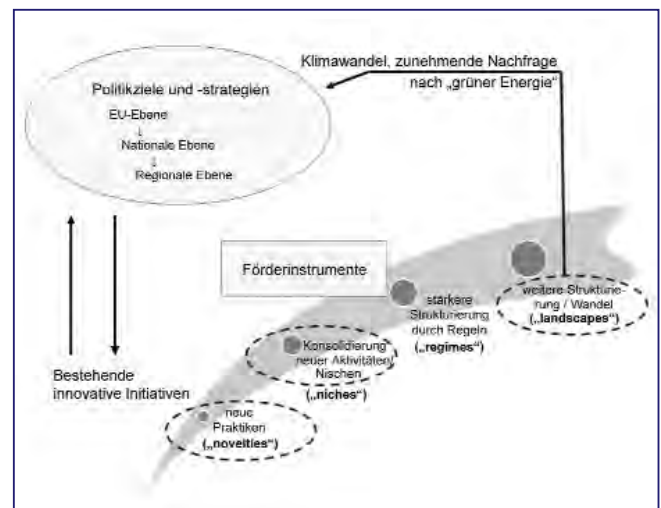 Klimawandel, zunehmende Nachfrage
nach „grüner Energie“
Politikziele und -strategien
EU-Ebene
↓
Nationale Ebene
↓
Regionale Ebene
Förderinstrumente
weitere Strukturie-
rung / Wandel
(„landscapes“)
stärkere
Strukturierung
durch Regeln
(„regimes“)
Konsolidierung
neuer Aktivitäten/
Nischen
(„niches“)
Bestehende
innovative Initiativen
neue
Praktiken
(„novelties“)